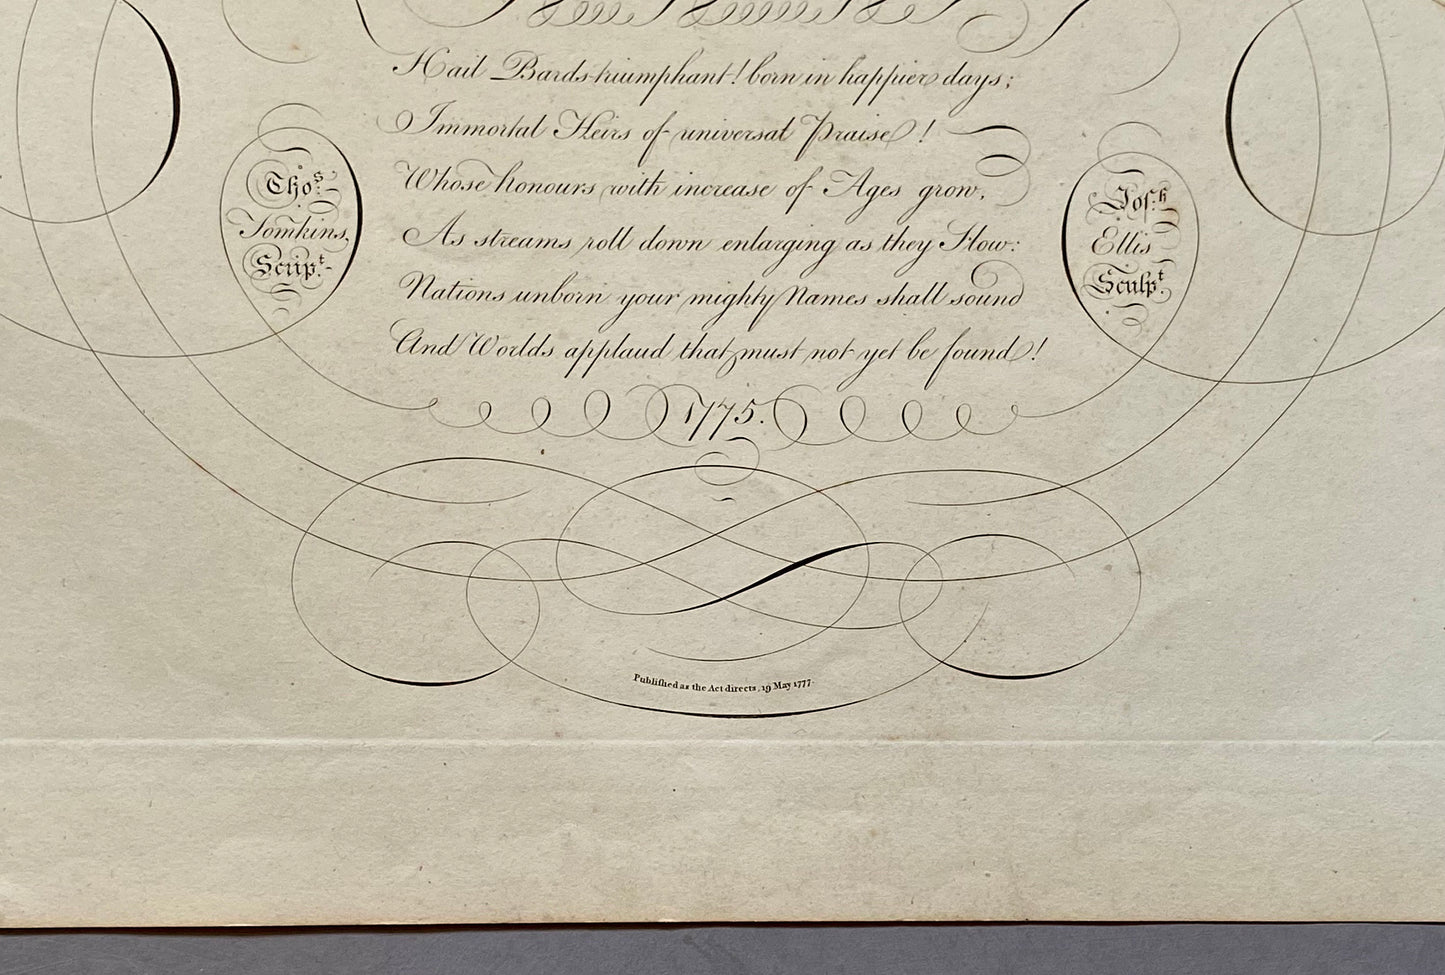 Hail Bards triumphant! born in happier days;
Immortal Heirs of universal Praise!
Whose honours with increase of Ages grow,
As streams roll down enlarging as they Flow:
Nations unborn your mighty Names shall sound
And Worlds applaud that must not yet be found!
1775.
Thos.
Tomkins,
Script.
Josh.
Ellis
Sculpt.
Publiſhed as the Act directs, 19 May 1777.